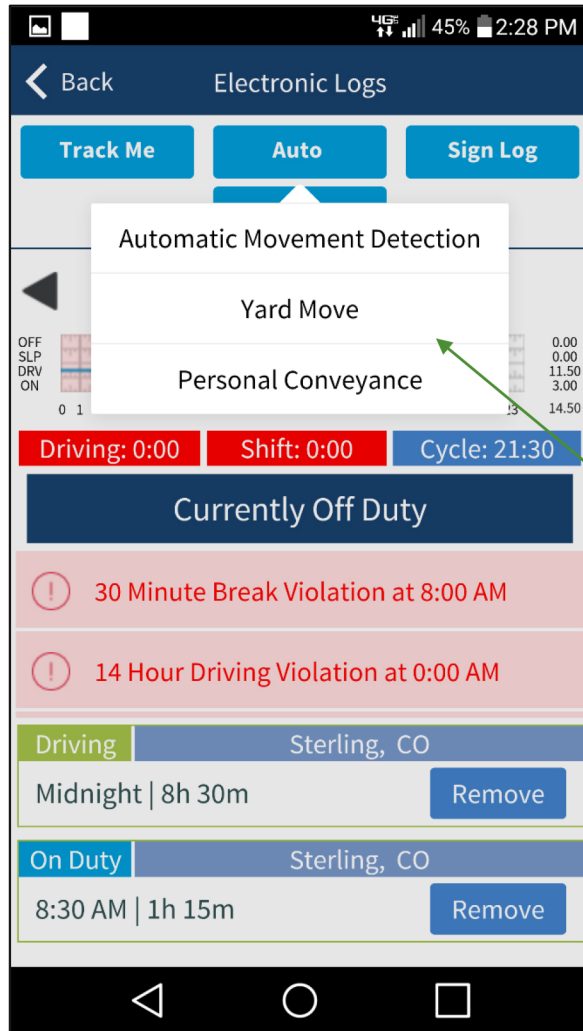 4G 45% 2:28 PM
Back Electronic Logs
Track Me Auto Sign Log
Automatic Movement Detection
Yard Move
Personal Conveyance
OFF 0.00
SLP 0.00
DRV 11.50
ON 3.00
0 1 23 14.50
Driving: 0:00 Shift: 0:00 Cycle: 21:30
Currently Off Duty
30 Minute Break Violation at 8:00 AM
14 Hour Driving Violation at 0:00 AM
Driving Sterling, CO
Midnight | 8h 30m Remove
On Duty Sterling, CO
8:30 AM | 1h 15m Remove